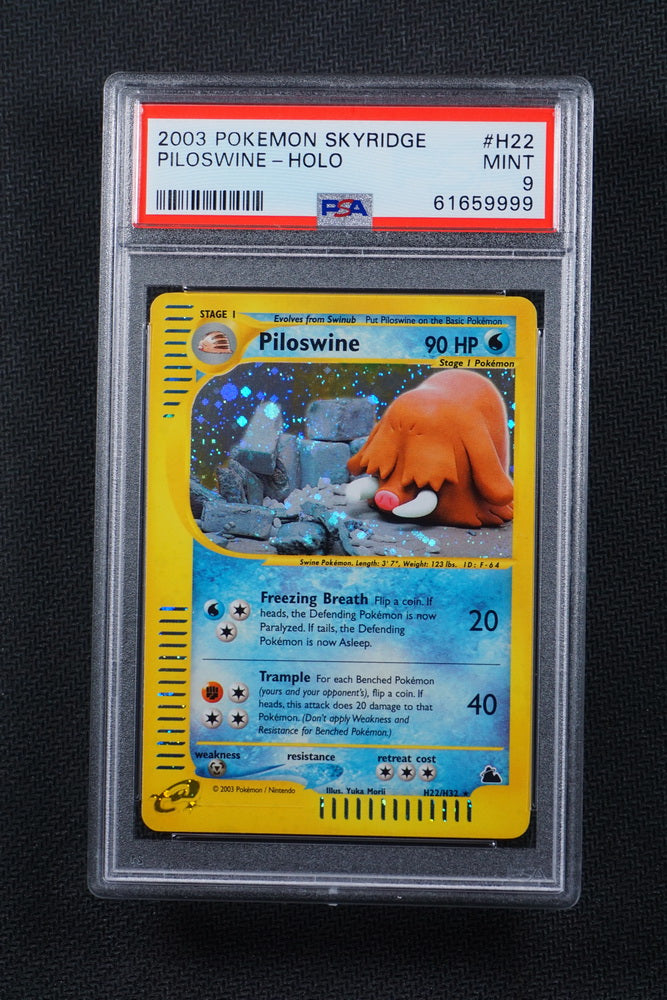 2003 POKEMON SKYRIDGE #H22
PILOSWINE - HOLO MINT
9
PSA 61659999
STAGE 1
Evolves from Swinub Put Piloswine on the Basic Pokémon
Piloswine 90 HP
Stage 1 Pokémon
Swine Pokémon, Length: 3' 7", Weight: 123 lbs. ID: F-64
Freezing Breath Flip a coin. If
heads, the Defending Pokémon is now
Paralyzed. If tails, the Defending
Pokémon is now Asleep.
20
Trample For each Benched Pokémon
(yours and your opponent's), flip a coin. If
heads, this attack does 20 damage to that
Pokémon. (Don't apply Weakness and
Resistance for Benched Pokémon.)
40
weakness resistance retreat cost
© 2003 Pokémon / Nintendo Illus. Yuka Morii H22/H32 ★